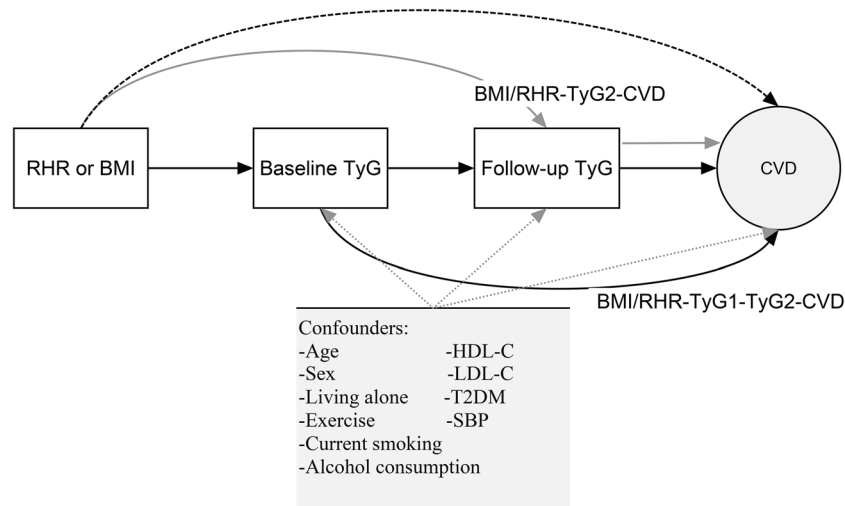 BMI/RHR-TyG2-CVD
RHR or BMI
Baseline TyG
Follow-up TyG
CVD
BMI/RHR-TyG1-TyG2-CVD
Confounders:
-Age -HDL-C
-Sex -LDL-C
-Living alone -T2DM
-Exercise -SBP
-Current smoking
-Alcohol consumption